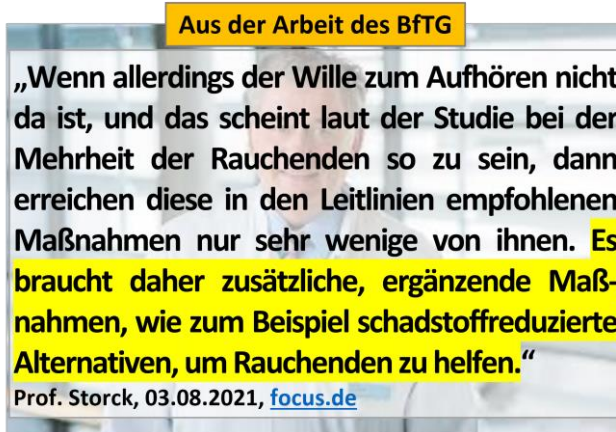 Aus der Arbeit des BfTG
„Wenn allerdings der Wille zum Aufhören nicht
da ist, und das scheint laut der Studie bei der
Mehrheit der Rauchenden so zu sein, dann
erreichen diese in den Leitlinien empfohlenen
Maßnahmen nur sehr wenige von ihnen. Es
braucht daher zusätzliche, ergänzende Maß-
nahmen, wie zum Beispiel schadstoffreduzierte
Alternativen, um Rauchenden zu helfen.“
Prof. Storck, 03.08.2021, focus.de